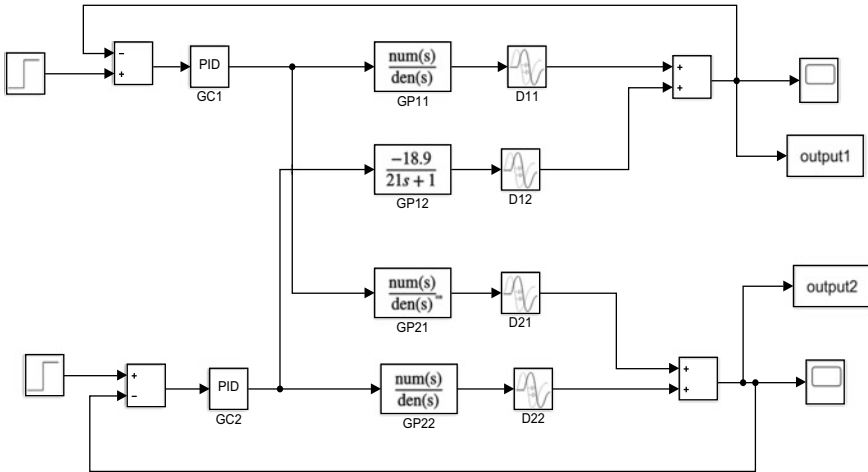 −
+
PID
GC1
num(s)
den(s)
GP11
D11
+
+
output1
−18.9
21s + 1
GP12
D12
num(s)
den(s)
GP21
D21
output2
+
−
PID
GC2
num(s)
den(s)
GP22
D22
+
+